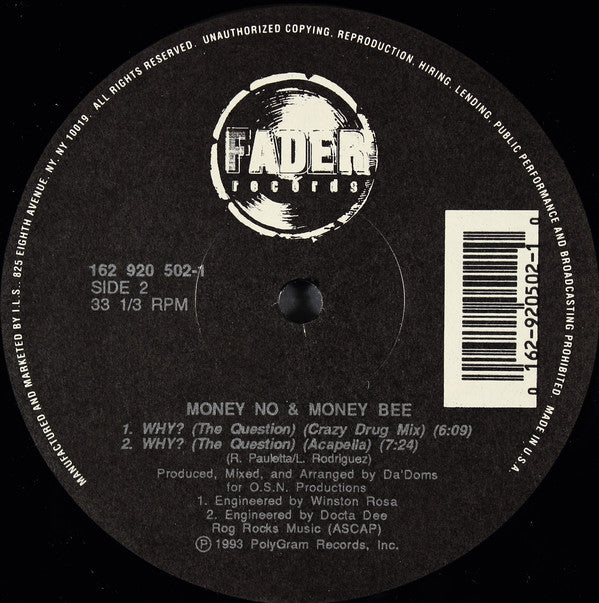 MANUFACTURED AND MARKETED BY I.L.S., 825 EIGHTH AVENUE, NY, NY 10019. ALL RIGHTS RESERVED. UNAUTHORIZED COPYING, REPRODUCTION, HIRING, LENDING, PUBLIC PERFORMANCE AND BROADCASTING PROHIBITED. MADE IN U.S.A
FADER
records
162 920 502-1
SIDE 2
33 1/3 RPM
0 162-920502-1 0
MONEY NO & MONEY BEE
1. WHY? (The Question) (Crazy Drug Mix) (6:09)
2. WHY? (The Question) (Acapella) (7:24)
(R. Pauletta/L. Rodriguez)
Produced, Mixed, and Arranged by Da'Doms
for O.S.N. Productions
1. Engineered by Winston Rosa
2. Engineered by Docta Dee
Rog Rocks Music (ASCAP)
Ⓟ 1993 PolyGram Records, Inc.